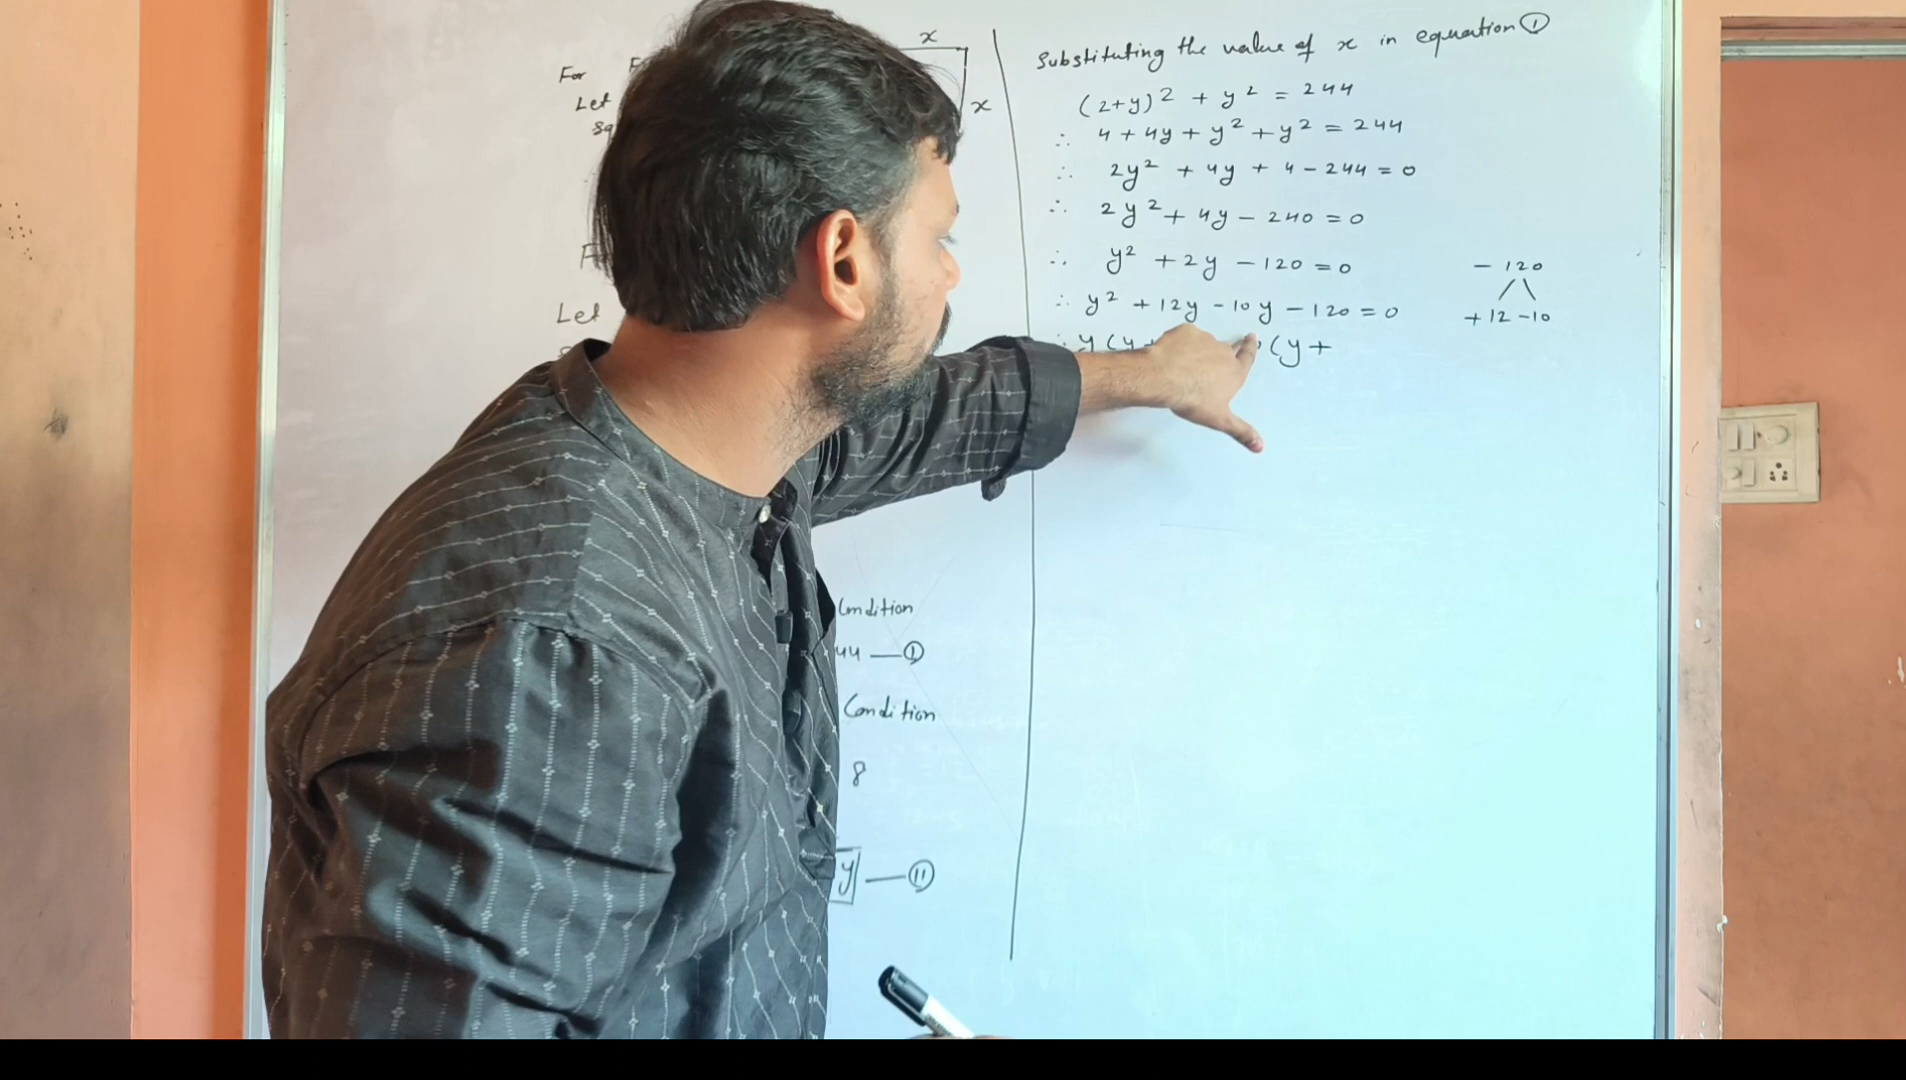 For
Let
sq
x
x
Let
Condition
44 — ①
Condition
8
y — ⑪
Substituting the value of x in equation ①
(2+y)² + y² = 244
∴ 4 + 4y + y² + y² = 244
∴ 2y² + 4y + 4 - 244 = 0
∴ 2y² + 4y - 240 = 0
∴ y² + 2y - 120 = 0
∴ y² + 12y - 10y - 120 = 0
∴ y (y + (y +
- 120
+ 12 - 10